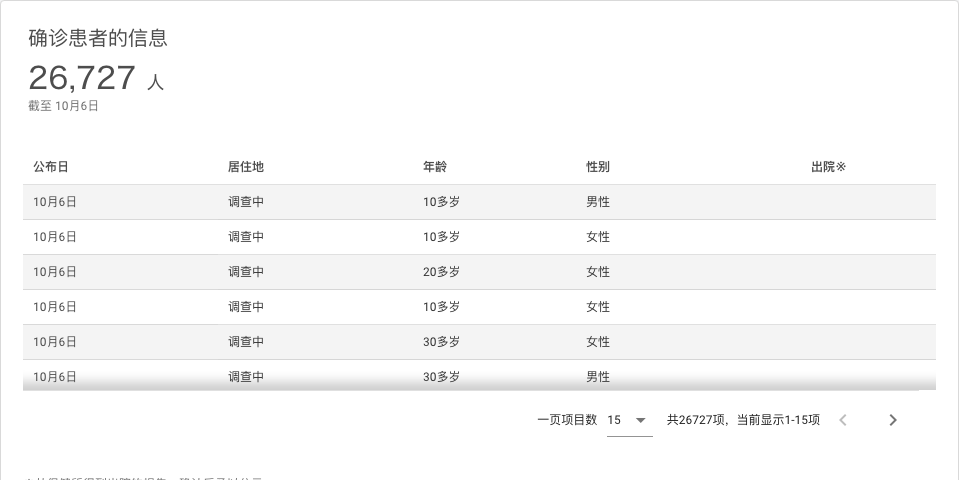 确诊患者的信息
26,727 人
截至 10月6日
公布日 居住地 年龄 性别 出院※
10月6日 调查中 10多岁 男性
10月6日 调查中 10多岁 女性
10月6日 调查中 20多岁 女性
10月6日 调查中 10多岁 女性
10月6日 调查中 30多岁 女性
10月6日 调查中 30多岁 男性
一页项目数 15 共26727项，当前显示1-15项